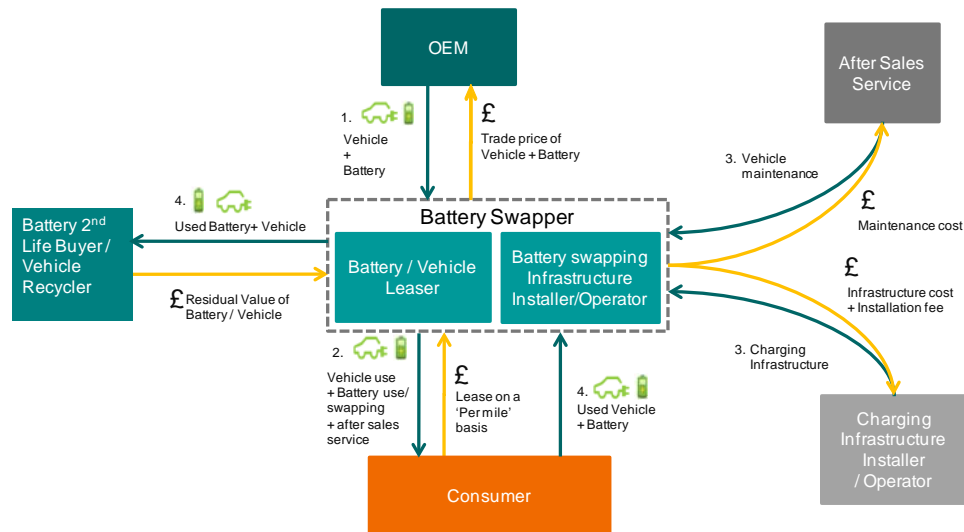 OEM
After Sales
Service
1.
Vehicle
+
Battery
£
Trade price of
Vehicle + Battery
3. Vehicle
maintenance
£
Maintenance cost
4.
Used Battery+ Vehicle
Battery 2nd
Life Buyer /
Vehicle
Recycler
£ Residual Value of
Battery / Vehicle
Battery Swapper
Battery / Vehicle
Leaser
Battery swapping
Infrastructure
Installer/Operator
£
Infrastructure cost
+ Installation fee
3. Charging
Infrastructure
2.
Vehicle use
+ Battery use/
swapping
+ after sales
service
£
Lease on a
‘Per mile’
basis
4.
Used Vehicle
+ Battery
Consumer
Charging
Infrastructure
Installer
/ Operator